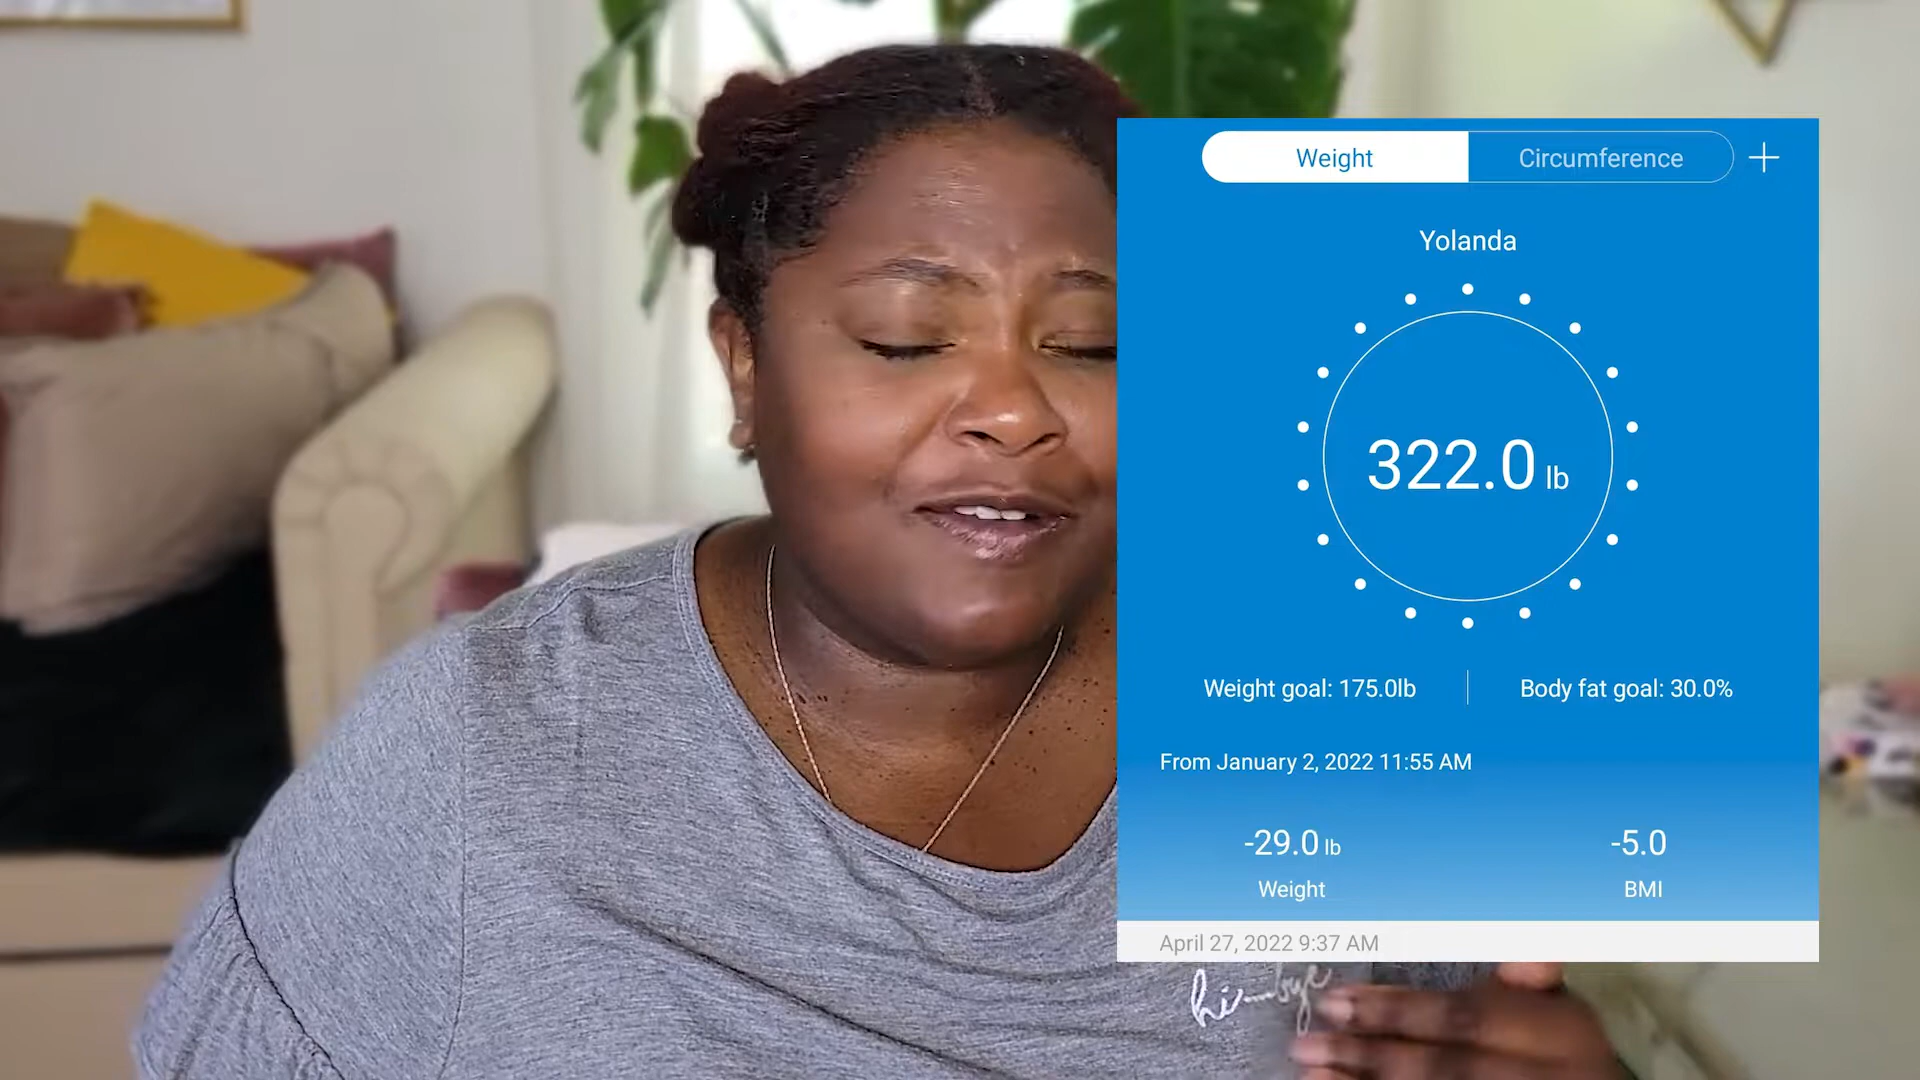 Weight Circumference +
Yolanda
322.0 lb
Weight goal: 175.0lb | Body fat goal: 30.0%
From January 2, 2022 11:55 AM
-29.0 lb -5.0
Weight BMI
April 27, 2022 9:37 AM
hi—bye